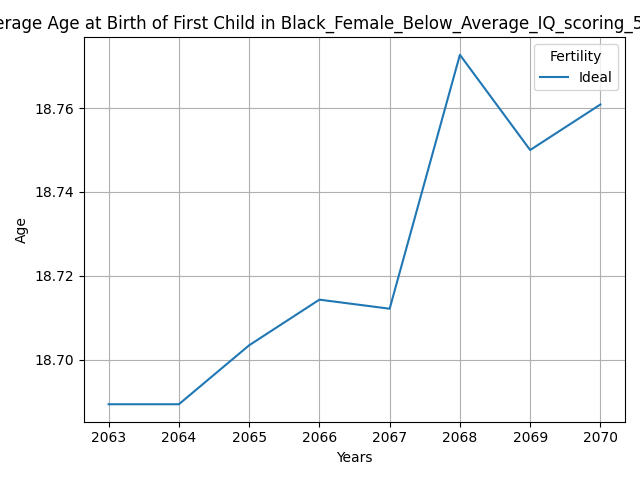 erage Age at Birth of First Child in Black_Female_Below_Average_IQ_scoring_5
Fertility
Ideal
Age
18.76
18.74
18.72
18.70
2063 2064 2065 2066 2067 2068 2069 2070
Years